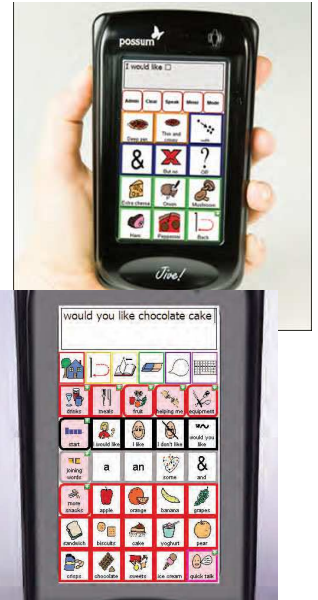 possum
I would like
Admin Clear Speak Menu Mode
Deep pan Thin and crispy with
& But no ? OR
Extra cheese Onion Mushroom
Ham Pepperoni Back
Jive!
would you like chocolate cake
drinks meals fruit helping me equipment
start I would like I like I don't like would you like
joining words a an some & and
more snacks apple orange banana grapes
sandwich biscuits cake yoghurt pear
crisps chocolate sweets ice cream quick talk